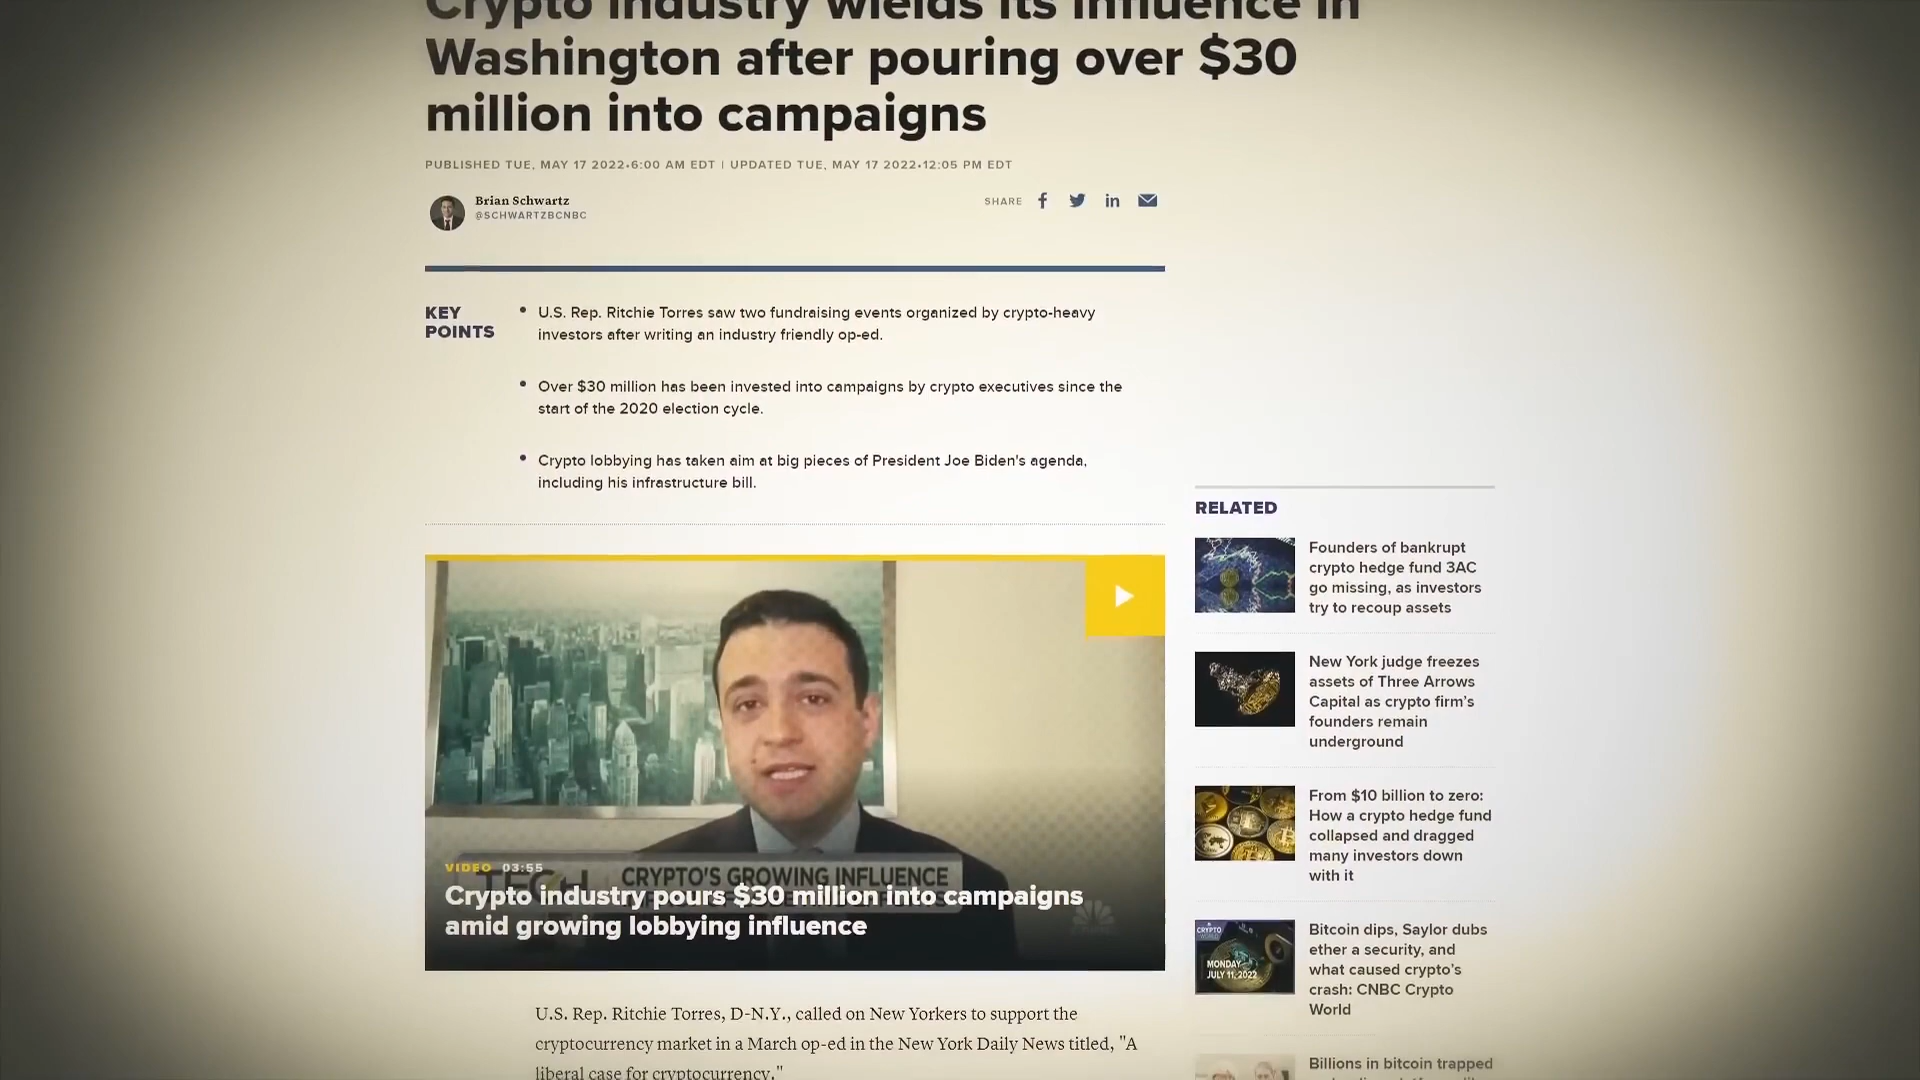 Crypto industry wields its influence in
Washington after pouring over $30
million into campaigns
PUBLISHED TUE, MAY 17 2022•6:00 AM EDT | UPDATED TUE, MAY 17 2022•12:05 PM EDT
Brian Schwartz
@SCHWARTZBCNBC
SHARE
KEY
POINTS
• U.S. Rep. Ritchie Torres saw two fundraising events organized by crypto-heavy
investors after writing an industry friendly op-ed.
• Over $30 million has been invested into campaigns by crypto executives since the
start of the 2020 election cycle.
• Crypto lobbying has taken aim at big pieces of President Joe Biden's agenda,
including his infrastructure bill.
VIDEO 03:55
TECH
CRYPTO'S GROWING INFLUENCE
Crypto industry pours $30 million into campaigns
amid growing lobbying influence
U.S. Rep. Ritchie Torres, D-N.Y., called on New Yorkers to support the
cryptocurrency market in a March op-ed in the New York Daily News titled, "A
liberal case for cryptocurrency."
RELATED
Founders of bankrupt
crypto hedge fund 3AC
go missing, as investors
try to recoup assets
New York judge freezes
assets of Three Arrows
Capital as crypto firm's
founders remain
underground
From $10 billion to zero:
How a crypto hedge fund
collapsed and dragged
many investors down
with it
CRYPTO
WORLD
MONDAY
JULY 11, 2022
Bitcoin dips, Saylor dubs
ether a security, and
what caused crypto's
crash: CNBC Crypto
World
Billions in bitcoin trapped